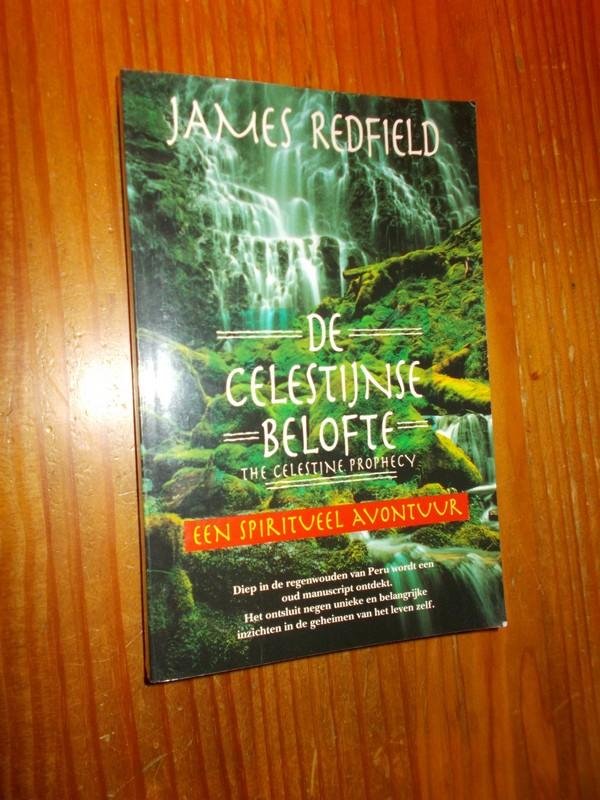 JAMES REDFIELD
DE
CELESTIJNSE
BELOFTE
THE CELESTINE PROPHECY
EEN SPIRITUEEL AVONTUUR
Diep in de regenwouden van Peru wordt een
oud manuscript ontdekt.
Het ontsluit negen unieke en belangrijke
inzichten in de geheimen van het leven zelf.